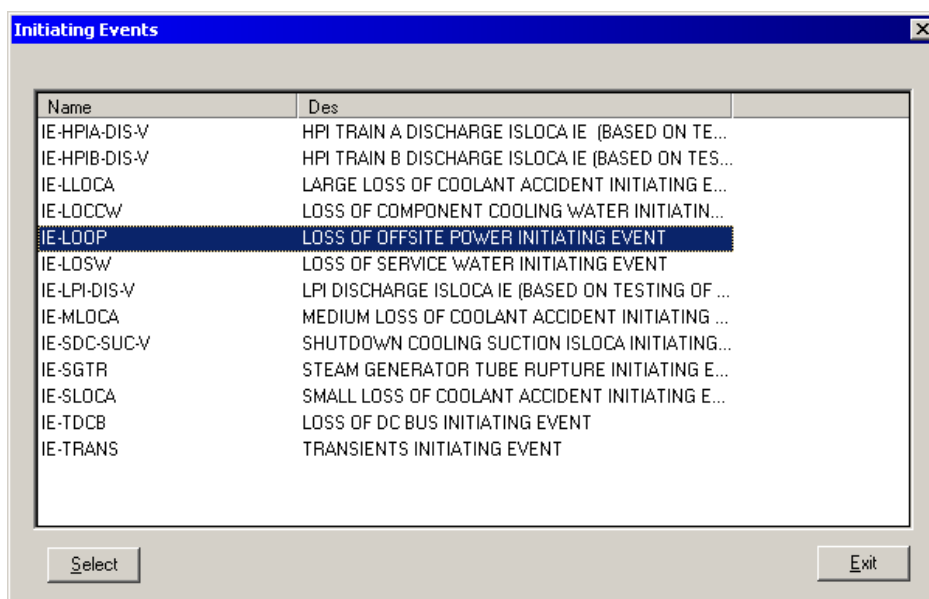 Initiating Events
Name Des
IE-HPIA-DIS-V HPI TRAIN A DISCHARGE ISLOCA IE (BASED ON TE...
IE-HPIB-DIS-V HPI TRAIN B DISCHARGE ISLOCA IE (BASED ON TES...
IE-LLOCA LARGE LOSS OF COOLANT ACCIDENT INITIATING E...
IE-LOCCW LOSS OF COMPONENT COOLING WATER INITIATIN...
IE-LOOP LOSS OF OFFSITE POWER INITIATING EVENT
IE-LOSW LOSS OF SERVICE WATER INITIATING EVENT
IE-LPI-DIS-V LPI DISCHARGE ISLOCA IE (BASED ON TESTING OF ...
IE-MLOCA MEDIUM LOSS OF COOLANT ACCIDENT INITIATING ...
IE-SDC-SUC-V SHUTDOWN COOLING SUCTION ISLOCA INITIATING...
IE-SGTR STEAM GENERATOR TUBE RUPTURE INITIATING E...
IE-SLOCA SMALL LOSS OF COOLANT ACCIDENT INITIATING E...
IE-TDCB LOSS OF DC BUS INITIATING EVENT
IE-TRANS TRANSIENTS INITIATING EVENT
Select Exit